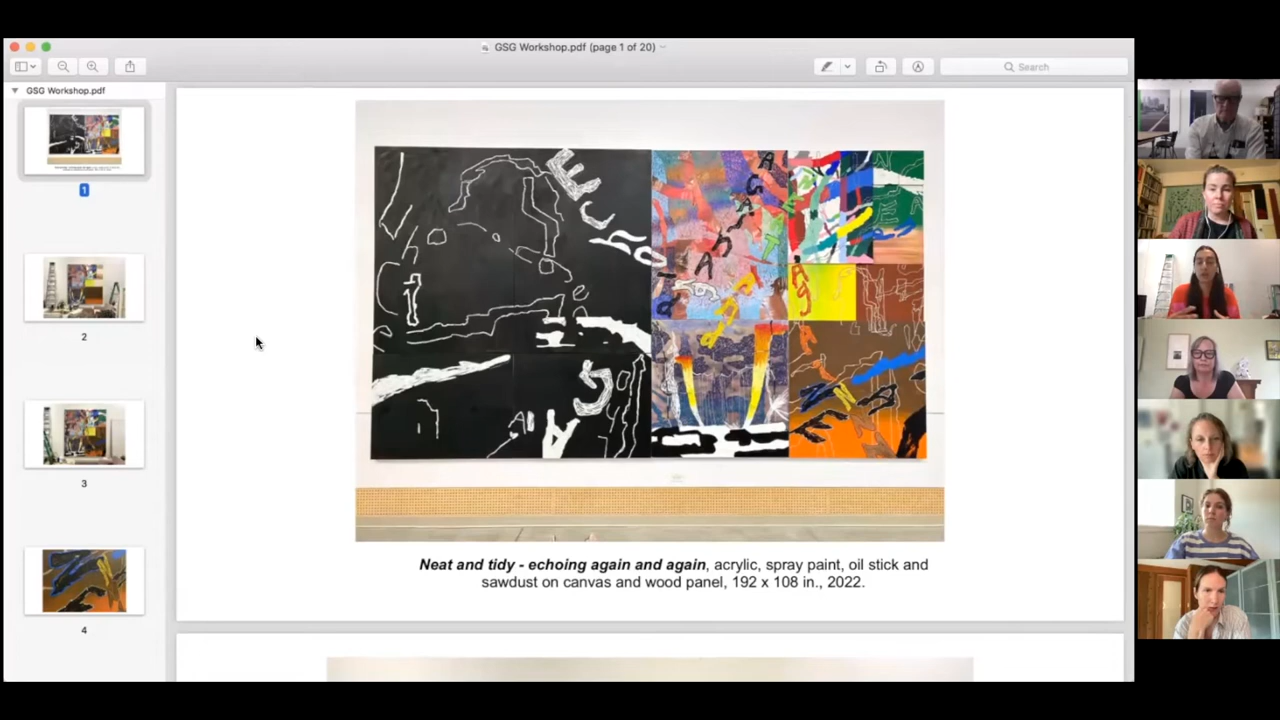 GSG Workshop.pdf (page 1 of 20)
Search
GSG Workshop.pdf
1
2
3
4
Neat and tidy - echoing again and again, acrylic, spray paint, oil stick and
sawdust on canvas and wood panel, 192 x 108 in., 2022.